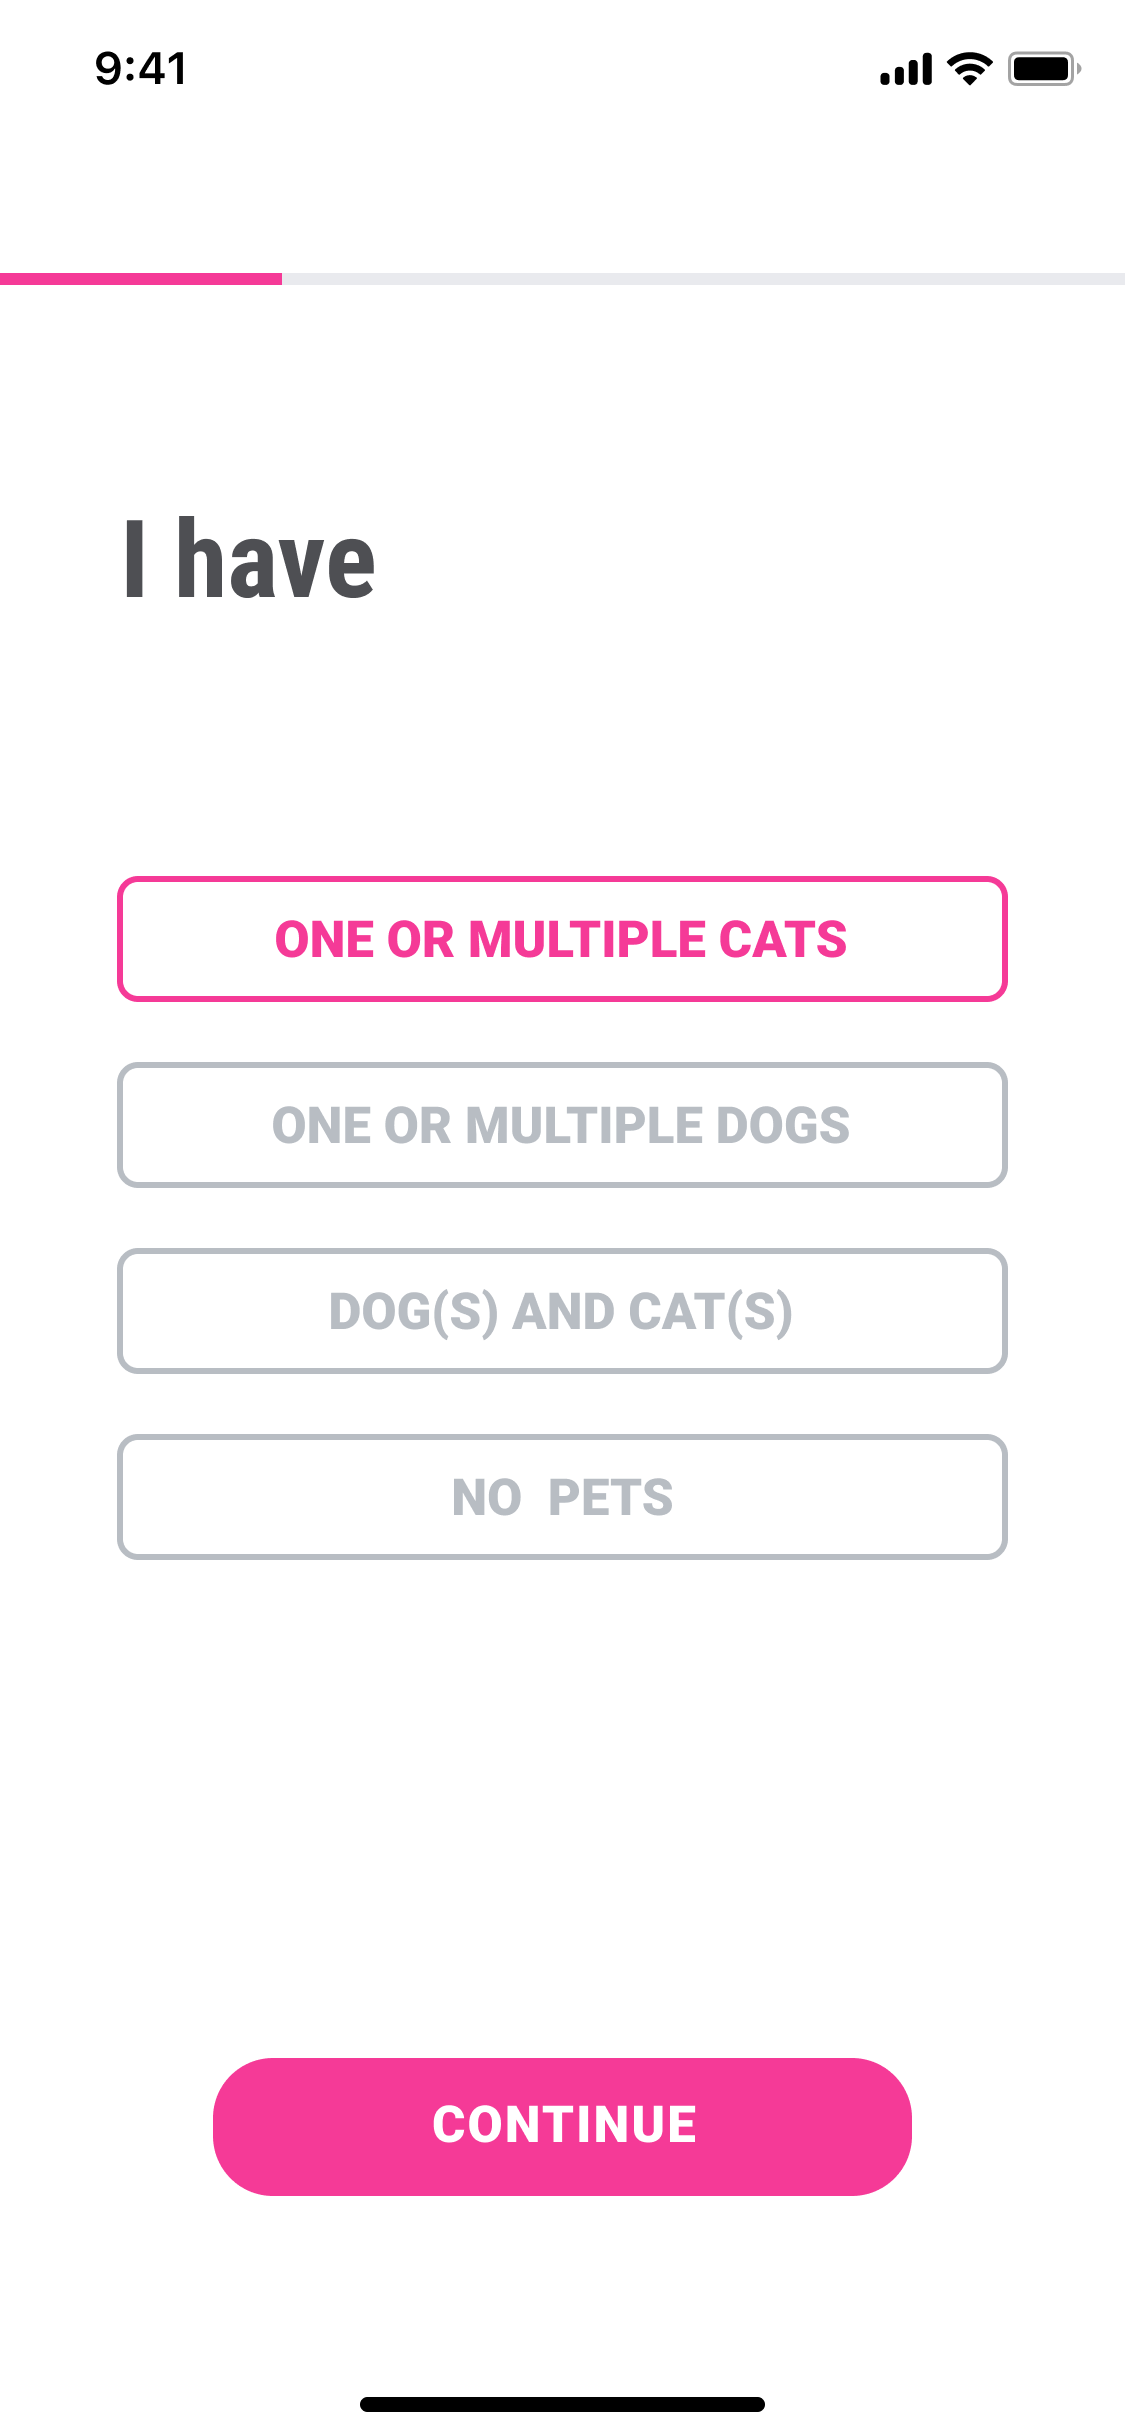 9:41
I have
ONE OR MULTIPLE CATS
ONE OR MULTIPLE DOGS
DOG(S) AND CAT(S)
NO  PETS
CONTINUE